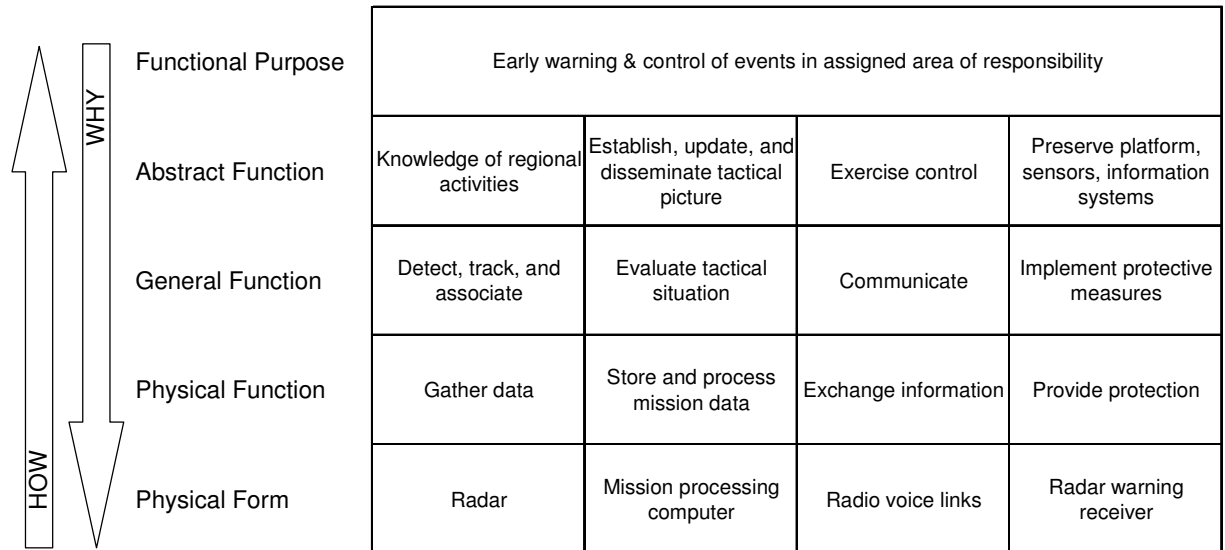 Functional Purpose
Early warning & control of events in assigned area of responsibility
WHY
Abstract Function
Knowledge of regional
activities
Establish, update, and
disseminate tactical
picture
Exercise control
Preserve platform,
sensors, information
systems
General Function
Detect, track, and
associate
Evaluate tactical
situation
Communicate
Implement protective
measures
Physical Function
Gather data
Store and process
mission data
Exchange information
Provide protection
HOW
Physical Form
Radar
Mission processing
computer
Radio voice links
Radar warning
receiver